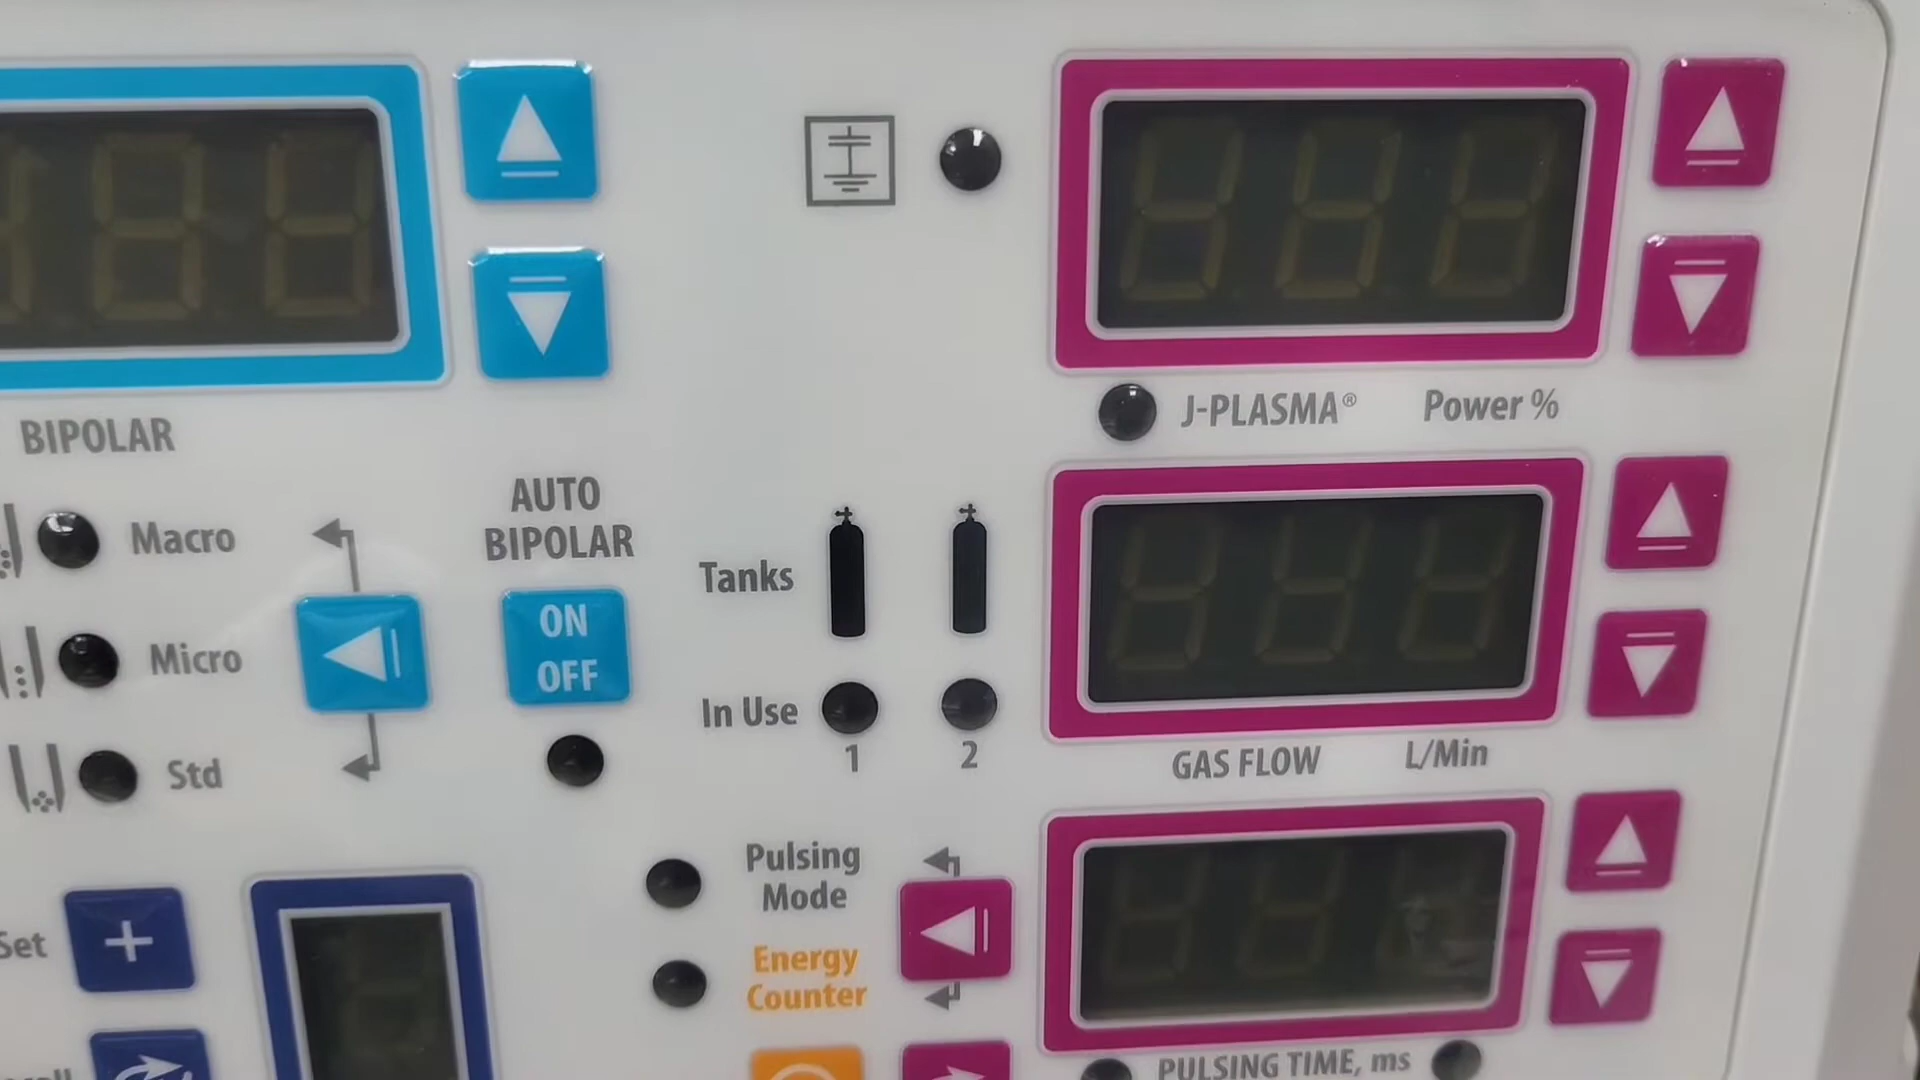 BIPOLAR
Macro
Micro
Std
AUTO
BIPOLAR
ON
OFF
Set
Tanks
In Use
1 2
J-PLASMA® Power %
GAS FLOW L/Min
Pulsing
Mode
Energy
Counter
PULSING TIME, ms